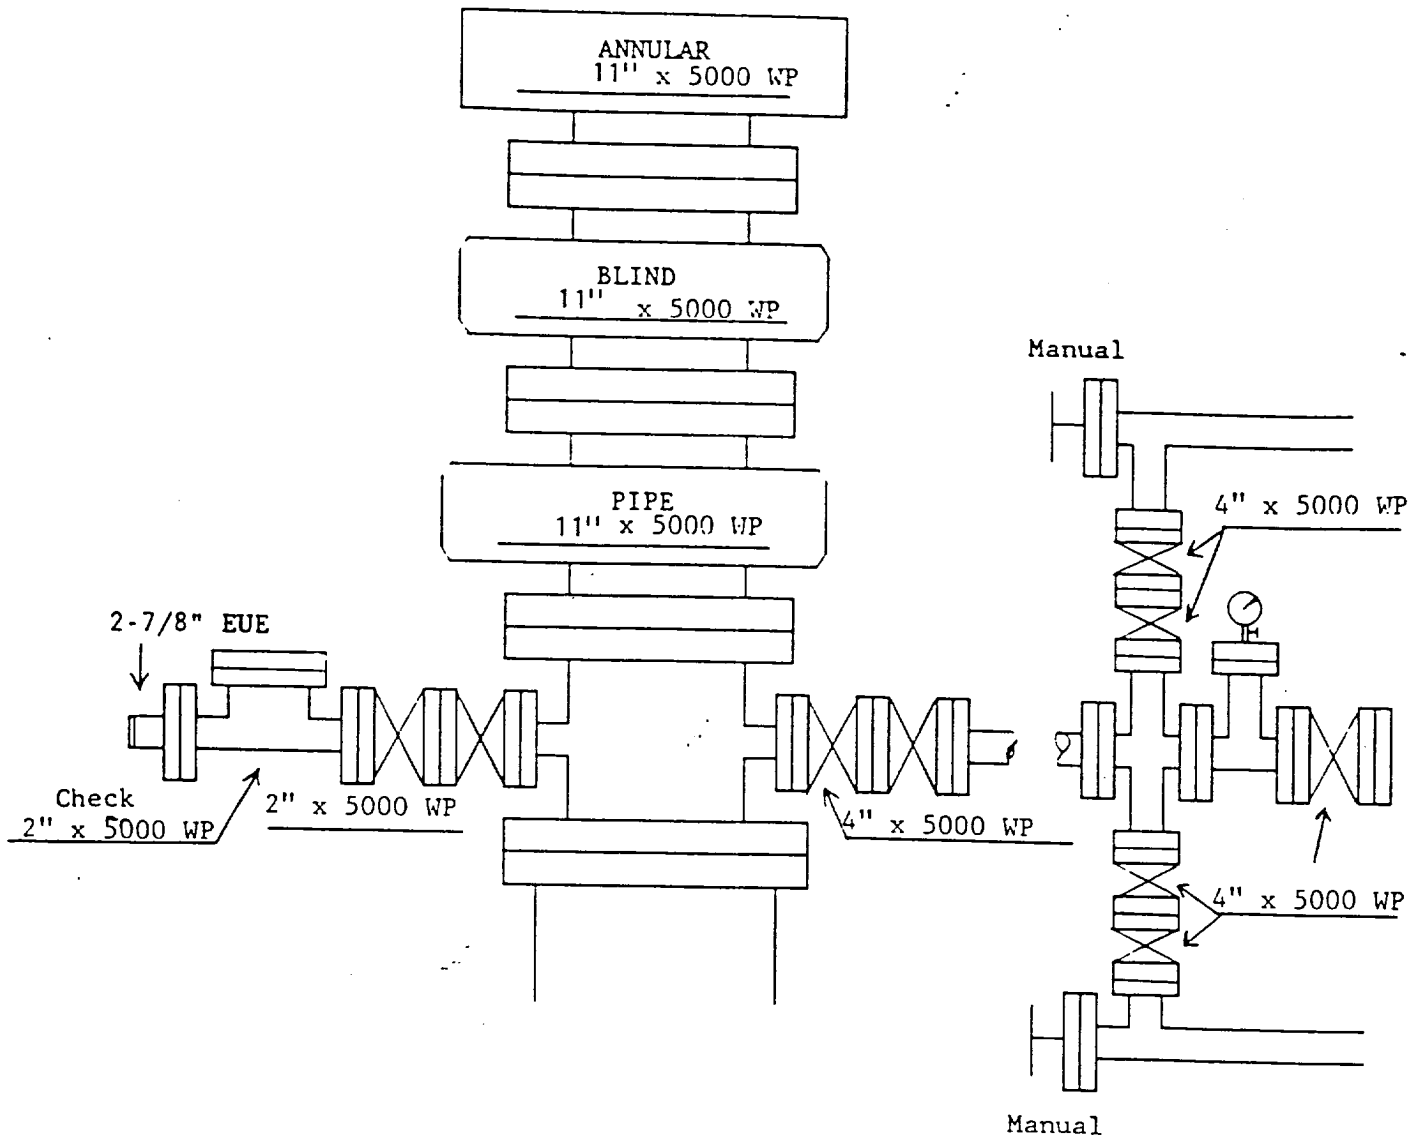 ANNULAR
11" x 5000 WP
BLIND
11" x 5000 WP
Manual
PIPE
11" x 5000 WP
4" x 5000 WP
2-7/8" EUE
Check
2" x 5000 WP
2" x 5000 WP
4" x 5000 WP
4" x 5000 WP
Manual